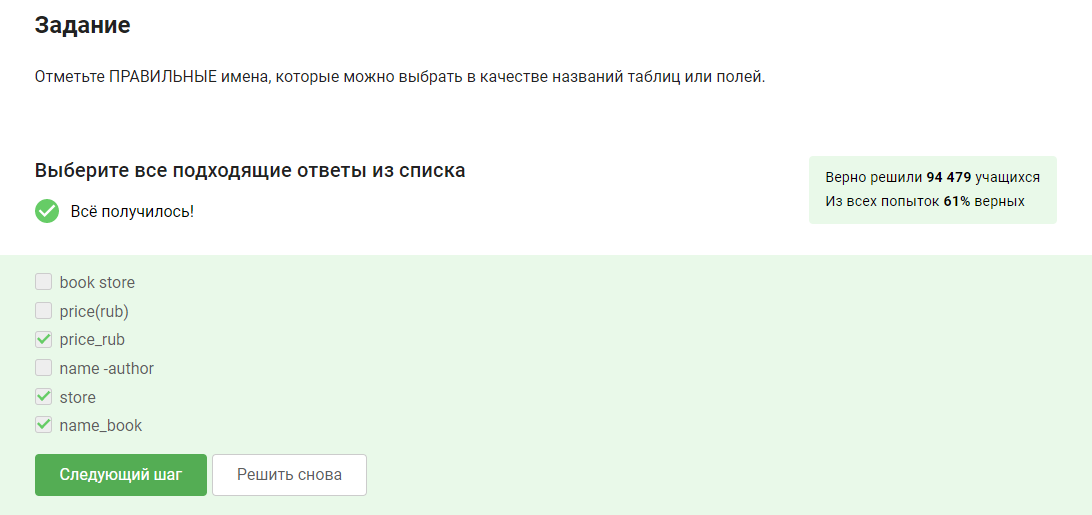 Задание
Отметьте ПРАВИЛЬНЫЕ имена, которые можно выбрать в качестве названий таблиц или полей.
Выберите все подходящие ответы из списка
Верно решили 94 479 учащихся
Из всех попыток 61% верных
Всё получилось!
book store
price(rub)
price_rub
name -author
store
name_book
Следующий шаг
Решить снова